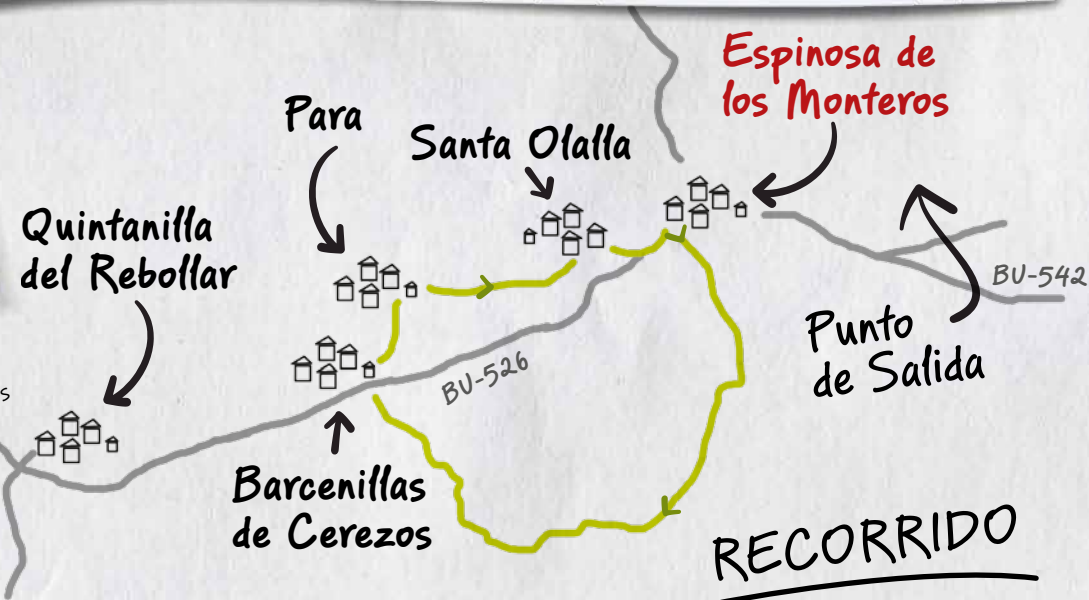 Espinosa de
los Monteros
Para
Santa Olalla
Quintanilla
del Rebollar
BU-542
Punto
de Salida
BU-526
s
Barcenillas
de Cerezos
RECORRIDO